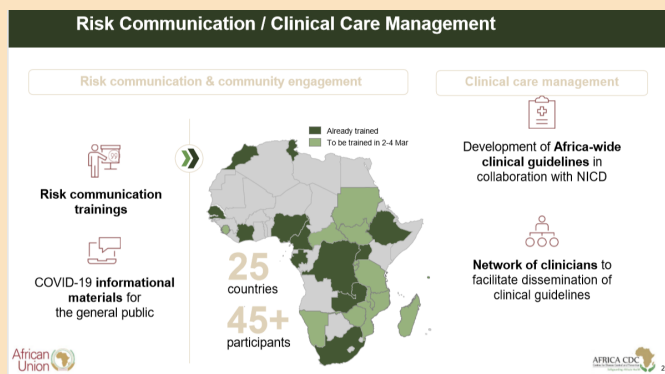 Risk Communication / Clinical Care Management
Risk communication & community engagement
Risk communication
trainings
COVID-19 informational
materials for
the general public
Already trained
To be trained in 2-4 Mar
25
countries
45+
participants
Clinical care management
Development of Africa-wide
clinical guidelines in
collaboration with NICD
Network of clinicians to
facilitate dissemination of
clinical guidelines
African
Union
AFRICA CDC
2